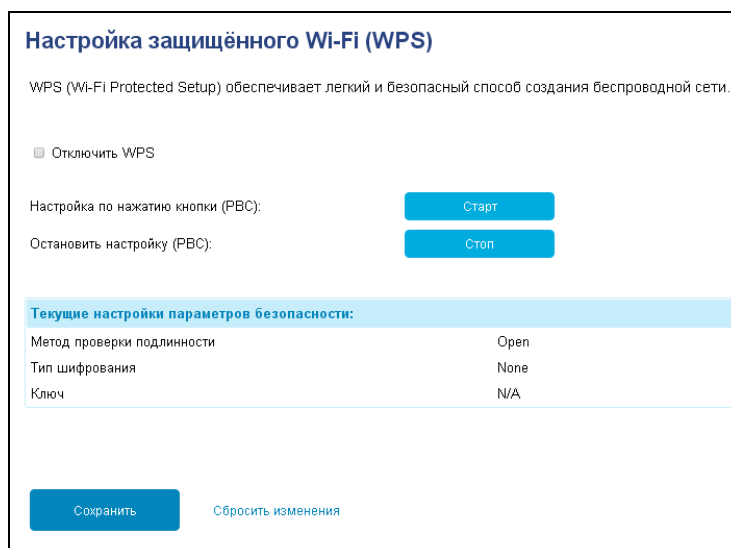 Настройка защищённого Wi-Fi (WPS)
WPS (Wi-Fi Protected Setup) обеспечивает легкий и безопасный способ создания беспроводной сети.
Отключить WPS
Настройка по нажатию кнопки (PBC): Старт
Остановить настройку (PBC): Стоп
Текущие настройки параметров безопасности:
Метод проверки подлинности Open
Тип шифрования None
Ключ N/A
Сохранить Сбросить изменения